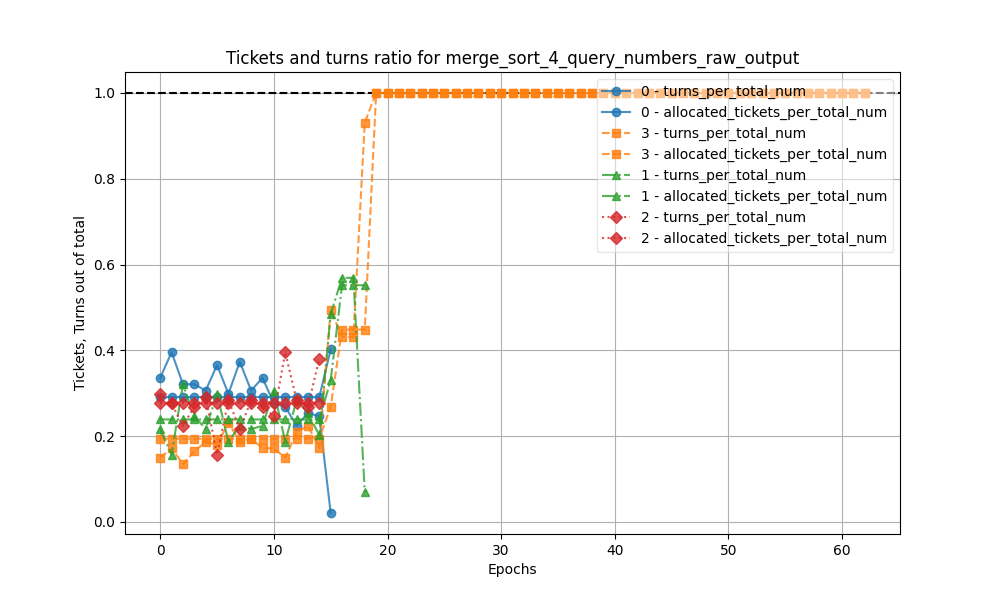 Tickets and turns ratio for merge_sort_4_query_numbers_raw_output
Tickets, Turns out of total
1.0
0.8
0.6
0.4
0.2
0.0
0 - turns_per_total_num
0 - allocated_tickets_per_total_num
3 - turns_per_total_num
3 - allocated_tickets_per_total_num
1 - turns_per_total_num
1 - allocated_tickets_per_total_num
2 - turns_per_total_num
2 - allocated_tickets_per_total_num
0 10 20 30 40 50 60
Epochs